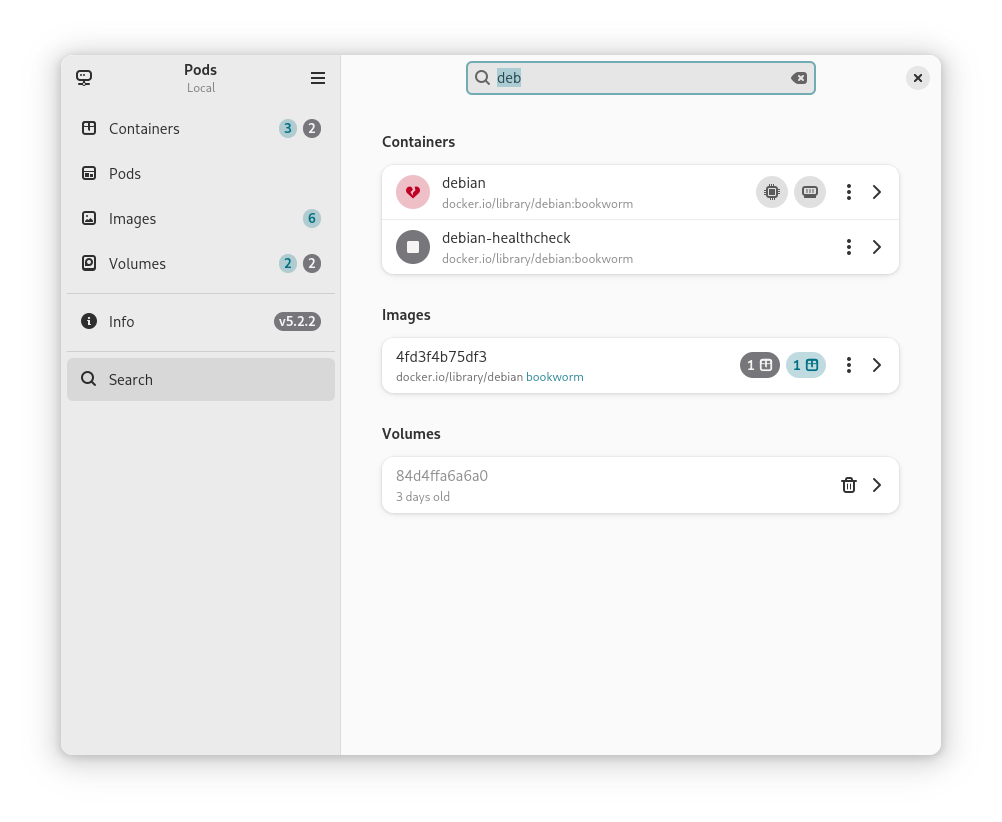 Pods
Local
Containers 3 2
Pods
Images 6
Volumes 2 2
Info v5.2.2
Search
deb
Containers
debian
docker.io/library/debian:bookworm
debian-healthcheck
docker.io/library/debian:bookworm
Images
4fd3f4b75df3
docker.io/library/debian bookworm
1 1
Volumes
84d4ffa6a6a0
3 days old